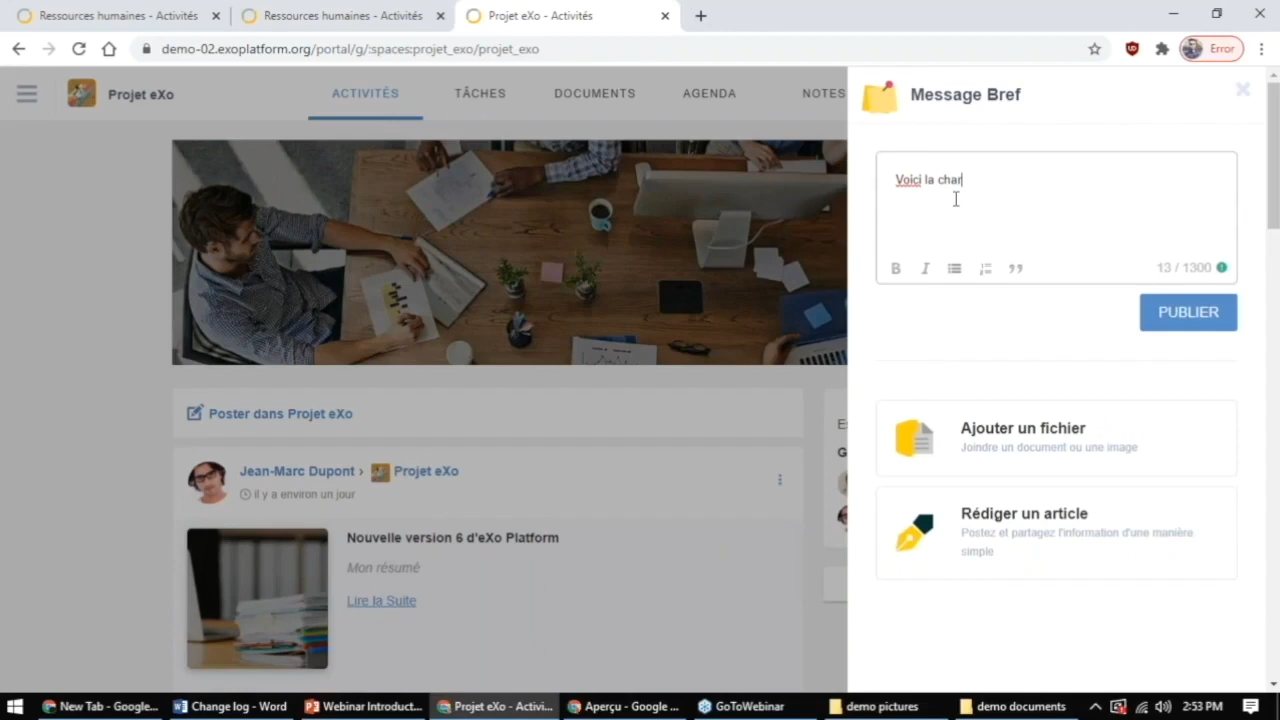 Ressources humaines - Activités
Ressources humaines - Activités
Projet eXo - Activités
demo-02.exoplatform.org/portal/g/:spaces:projet_exo/projet_exo
Error
Projet eXo
ACTIVITÉS
TÂCHES
DOCUMENTS
AGENDA
NOTES
Message Bref
Voici la char
B I
13 / 1300
PUBLIER
Poster dans Projet eXo
Jean-Marc Dupont › Projet eXo
il y a environ un jour
Nouvelle version 6 d'eXo Platform
Mon résumé
Lire la Suite
Ajouter un fichier
Joindre un document ou une image
Rédiger un article
Postez et partagez l'information d'une manière
simple
New Tab - Google...
Change log - Word
Webinar Introduct...
Projet eXo - Activi...
Aperçu - Google ...
GoToWebinar
demo pictures
demo documents
2:53 PM